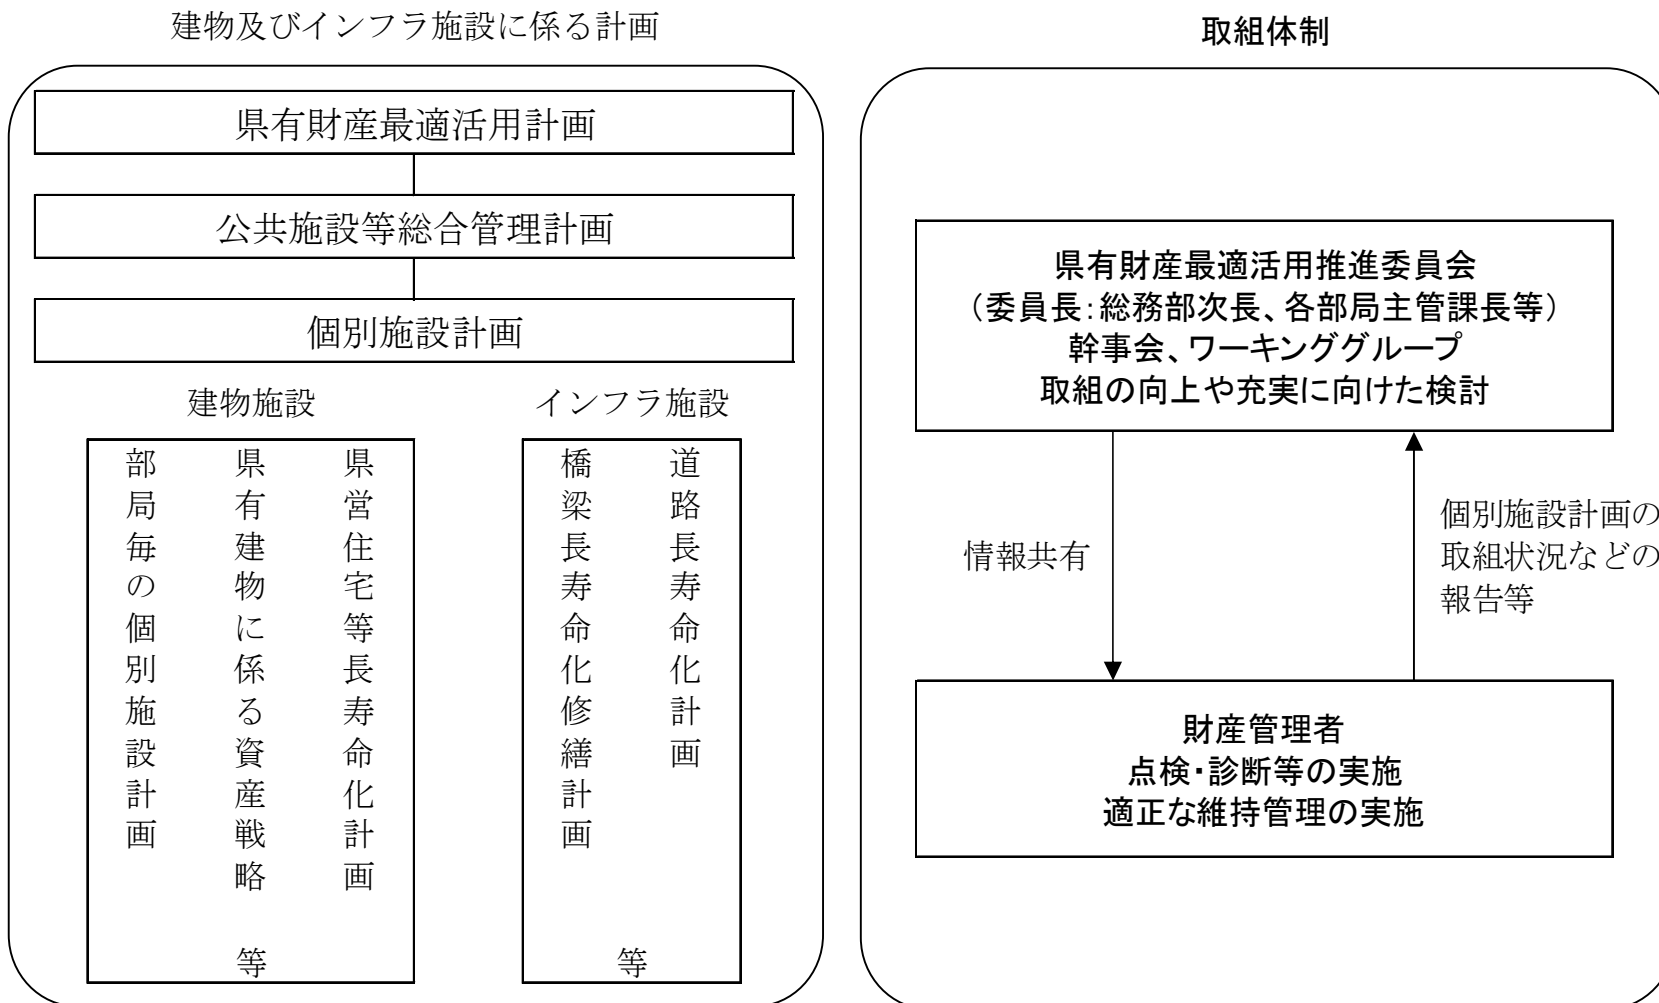 建物及びインフラ施設に係る計画
県有財産最適活用計画
公共施設等総合管理計画
個別施設計画
建物施設
県営住宅等長寿命化計画
県有建物に係る資産戦略
部局毎の個別施設計画
等
インフラ施設
道路長寿命化計画
橋梁長寿命化修繕計画
等
取組体制
県有財産最適活用推進委員会
（委員長：総務部次長、各部局主管課長等）
幹事会、ワーキンググループ
取組の向上や充実に向けた検討
情報共有
個別施設計画の
取組状況などの
報告等
財産管理者
点検・診断等の実施
適正な維持管理の実施